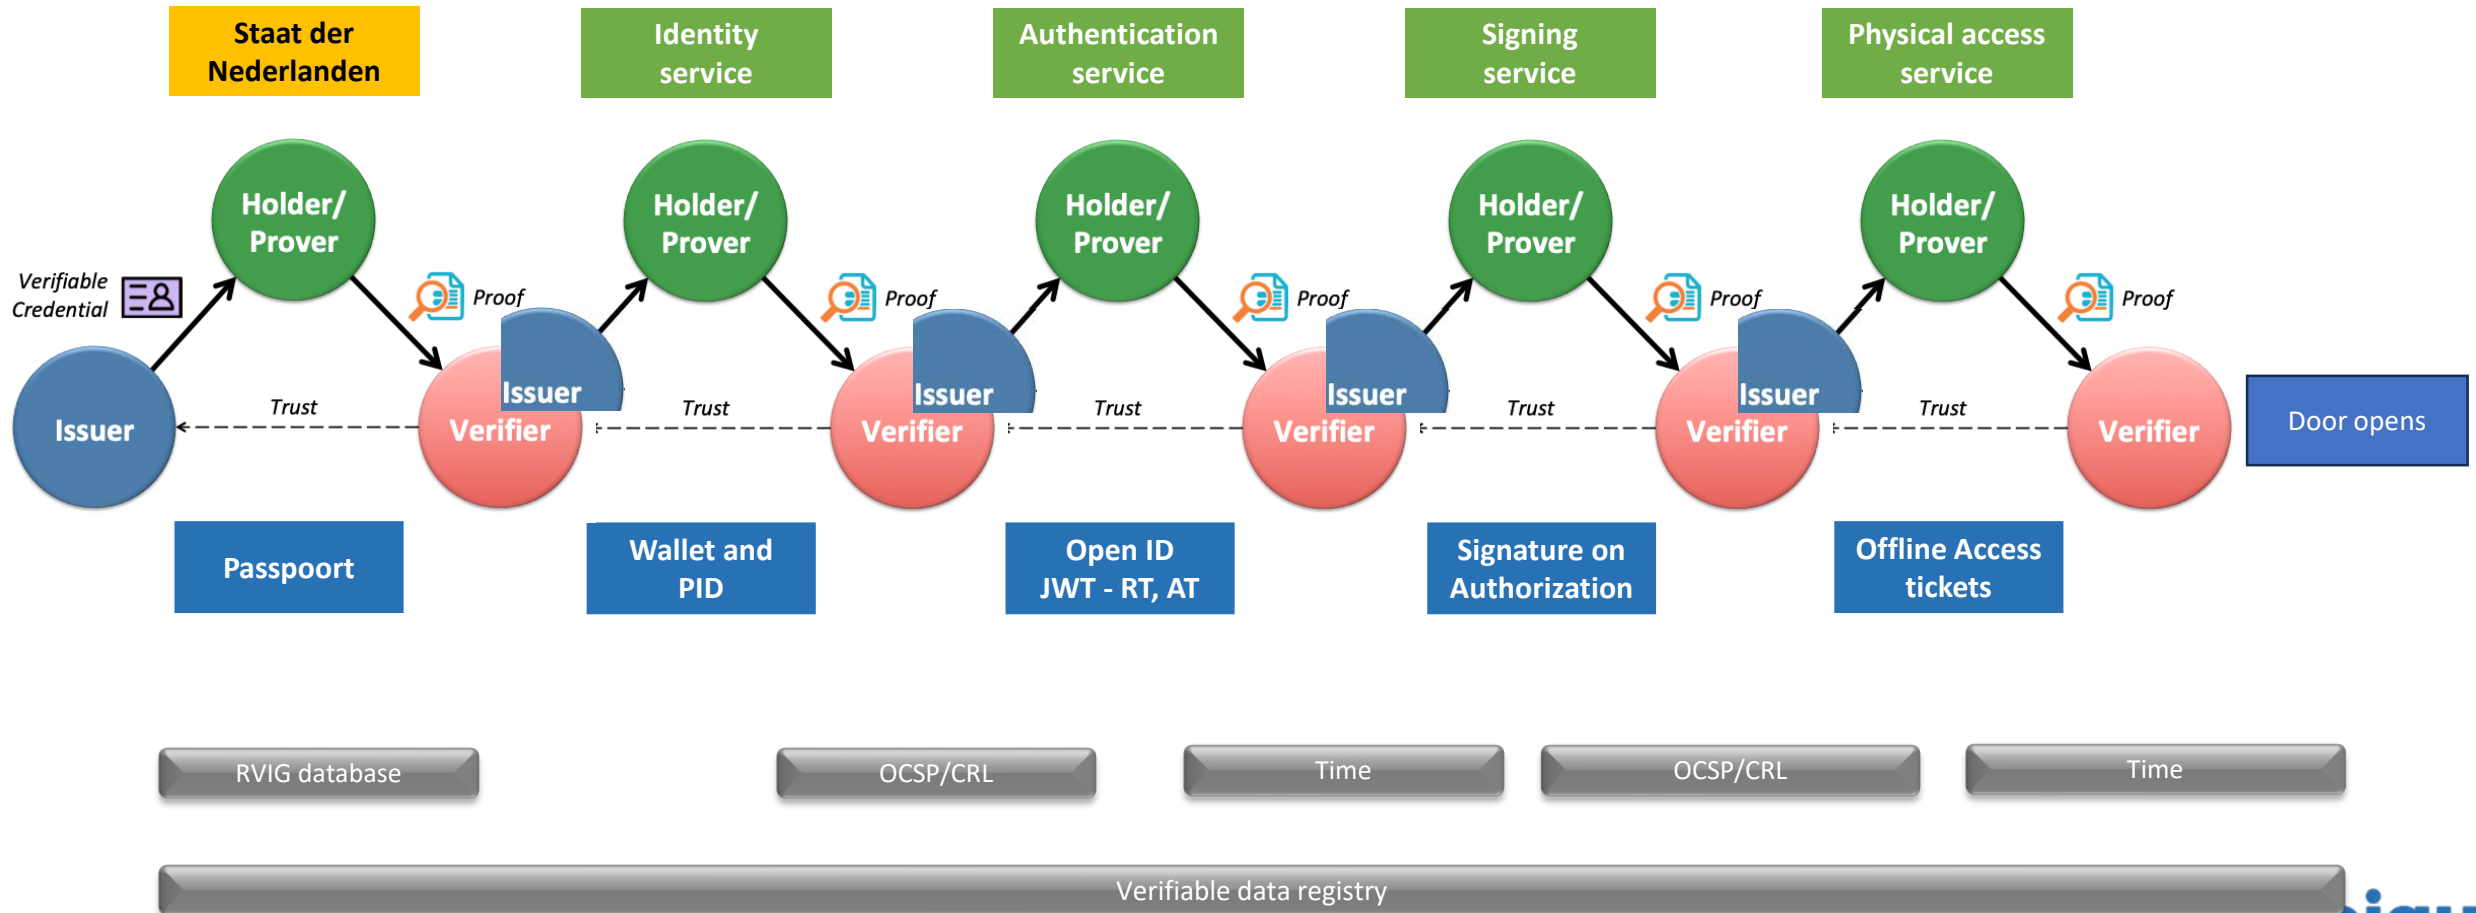 Staat der
Nederlanden
Identity
service
Authentication
service
Signing
service
Physical access
service
Holder/
Prover
Holder/
Prover
Holder/
Prover
Holder/
Prover
Holder/
Prover
Verifiable
Credential
Proof
Proof
Proof
Proof
Proof
Issuer
Trust
Issuer
Verifier
Trust
Issuer
Verifier
Trust
Issuer
Verifier
Trust
Issuer
Verifier
Trust
Verifier
Door opens
Passpoort
Wallet and
PID
Open ID
JWT - RT, AT
Signature on
Authorization
Offline Access
tickets
RVIG database
OCSP/CRL
Time
OCSP/CRL
Time
Verifiable data registry